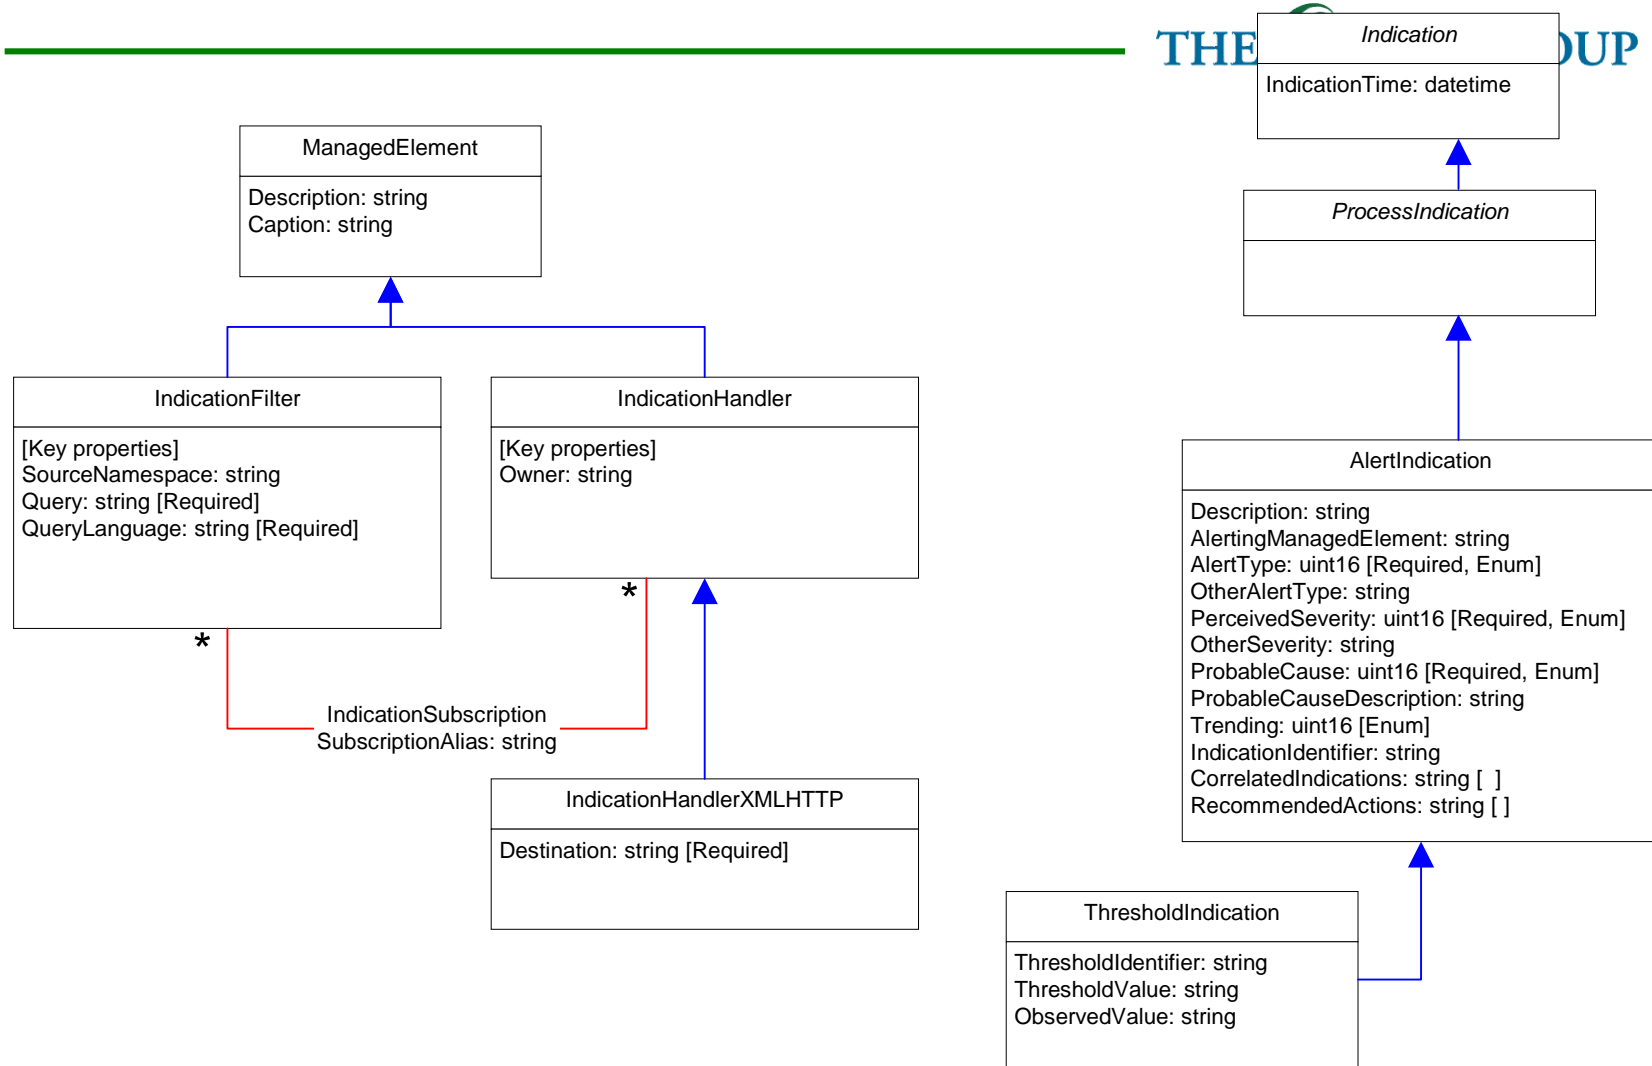 THE
OUP
Indication
IndicationTime: datetime
ManagedElement
Description: string
Caption: string
ProcessIndication
IndicationFilter
[Key properties]
SourceNamespace: string
Query: string [Required]
QueryLanguage: string [Required]
*
IndicationHandler
[Key properties]
Owner: string
*
IndicationSubscription
SubscriptionAlias: string
IndicationHandlerXMLHTTP
Destination: string [Required]
AlertIndication
Description: string
AlertingManagedElement: string
AlertType: uint16 [Required, Enum]
OtherAlertType: string
PerceivedSeverity: uint16 [Required, Enum]
OtherSeverity: string
ProbableCause: uint16 [Required, Enum]
ProbableCauseDescription: string
Trending: uint16 [Enum]
IndicationIdentifier: string
CorrelatedIndications: string [  ]
RecommendedActions: string [ ]
ThresholdIndication
ThresholdIdentifier: string
ThresholdValue: string
ObservedValue: string